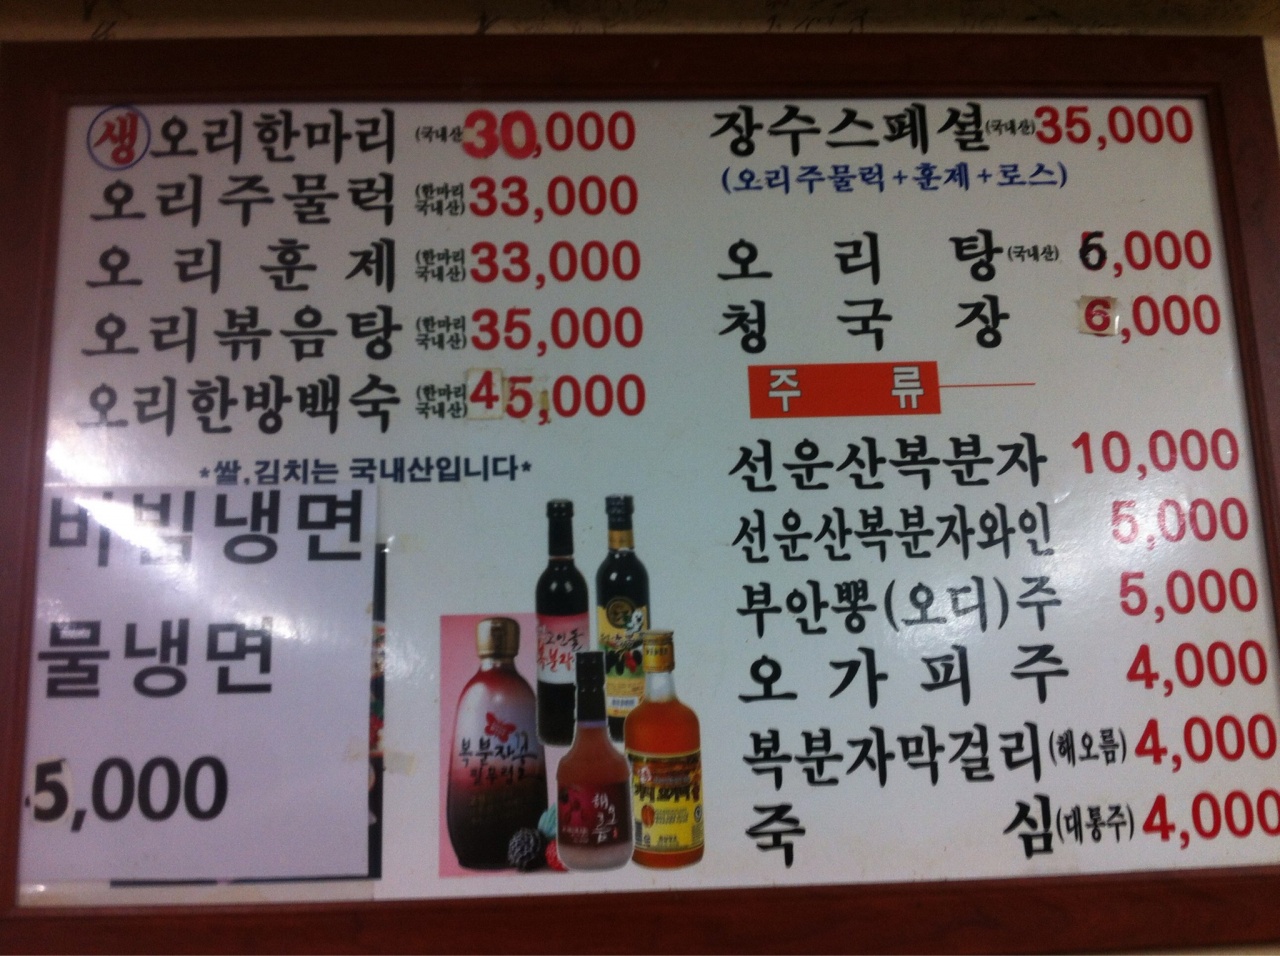 생오리한마리 (국내산 30,000
오리주물럭 (한마리 국내산) 33,000
오리훈제 (한마리 국내산) 33,000
오리볶음탕 (한마리 국내산) 35,000
오리한방백숙 (한마리 국내산) 45,000
*쌀,김치는 국내산입니다*
비빔냉면
물냉면
5,000
장수스페셜 (국내산) 35,000
(오리주물럭+훈제+로스)
오리탕 (국내산) 6,000
청국장 6,000
주류
선운산복분자 10,000
선운산복분자와인 5,000
부안뽕(오디)주 5,000
오가피주 4,000
복분자막걸리 (해오름) 4,000
죽심 (대통주) 4,000
복분자
해오름